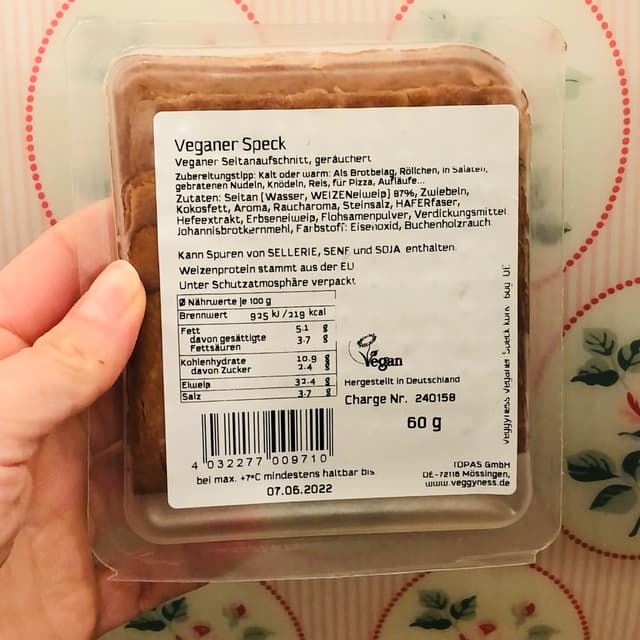 Veganer Speck
Veganer Seitanaufschnitt, geräuchert
Zubereitungstipp: Kalt oder warm: Als Brotbelag, Röllchen, in Salaten,
gebratenen Nudeln, Knödeln, Reis, für Pizza, Aufläufe...
Zutaten: Seitan [Wasser, WEIZENeiweiß] 87%, Zwiebeln,
Kokosfett, Aroma, Raucharoma, Steinsalz, HAFERfaser,
Hefeextrakt, Erbseneiweiß, Flohsamenpulver, Verdickungsmittel
Johannisbrotkernmehl, Farbstoff: Eisenoxid, Buchenholzrauch
Kann Spuren von SELLERIE, SENF und SOJA enthalten.
Weizenprotein stammt aus der EU
Unter Schutzatmosphäre verpackt
Ø Nährwerte je 100 g
Brennwert 925 kJ/219 kcal
Fett 5.1 g
davon gesättigte
Fettsäuren 3.7 g
Kohlenhydrate 10.9 g
davon Zucker 2.4 g
Eiweiß 32.4 g
Salz 3.7 g
Vegan
Hergestellt in Deutschland
Charge Nr. 240158
60 g
4 032277 009710
bei max. +7°C mindestens haltbar bis
07.06.2022
TOPAS GmbH
DE-72116 Mössingen,
www.veggyness.de
Veggyness Veganer Speck 60g DE